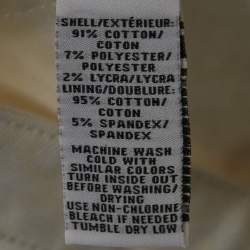 SHELL/EXTÉRIEUR:
91% COTTON/
COTON
7% POLYESTER/
POLYESTER
2% LYCRA/LYCRA
LINING/DOUBLURE:
95% COTTON/
COTON
5% SPANDEX/
SPANDEX
MACHINE WASH
COLD WITH
SIMILAR COLORS
TURN INSIDE OUT
BEFORE WASHING/
DRYING
USE NON-CHLORINE
BLEACH IF NEEDED
TUMBLE DRY LOW